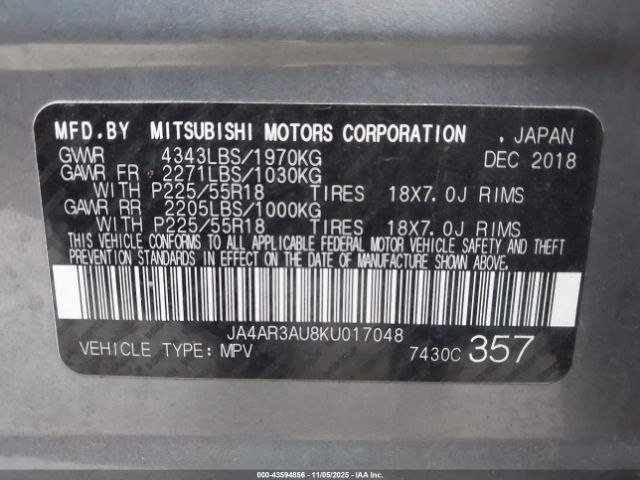 MFD.BY MITSUBISHI MOTORS CORPORATION . JAPAN
GVWR 4343LBS/1970KG DEC 2018
GAWR FR 2271LBS/1030KG
WITH P225/55R18 TIRES 18X7.0J RIMS
GAWR RR 2205LBS/1000KG
WITH P225/55R18 TIRES 18X7.0J RIMS
THIS VEHICLE CONFORMS TO ALL APPLICABLE FEDERAL MOTOR VEHICLE SAFETY AND THEFT
PREVENTION STANDARDS IN EFFECT ON THE DATE OF MANUFACTURE SHOWN ABOVE.
JA4AR3AU8KU017048
VEHICLE TYPE: MPV 7430C 357
000-43594856 - 11/05/2025 - IAAI.com